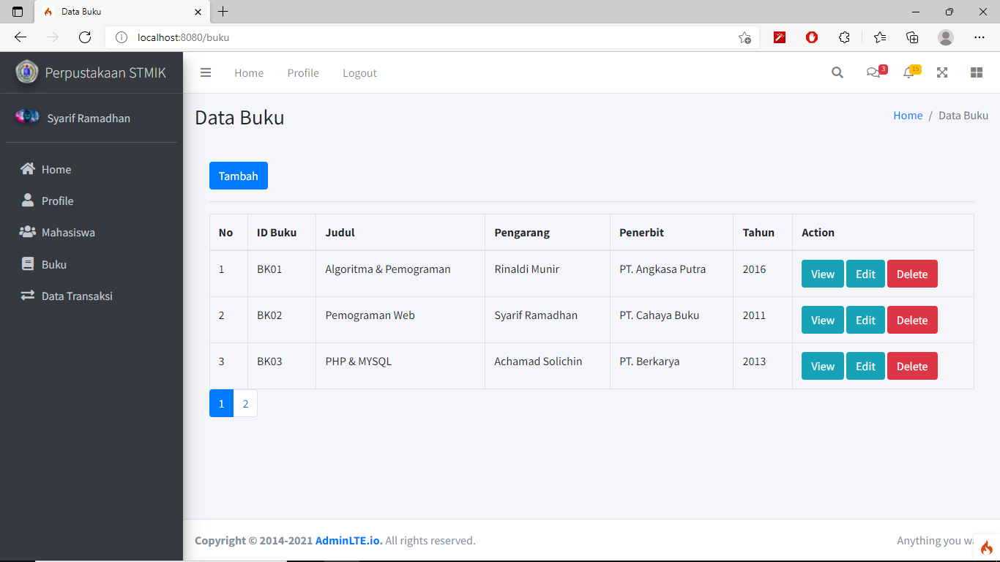 Data Buku
localhost:8080/buku
Perpustakaan STMIK
Home Profile Logout
3
15
Syarif Ramadhan
Data Buku
Home / Data Buku
Home
Profile
Mahasiswa
Buku
Data Transaksi
Tambah
No ID Buku Judul Pengarang Penerbit Tahun Action
1 BK01 Algoritma & Pemograman Rinaldi Munir PT. Angkasa Putra 2016 View Edit Delete
2 BK02 Pemograman Web Syarif Ramadhan PT. Cahaya Buku 2011 View Edit Delete
3 BK03 PHP & MYSQL Achamad Solichin PT. Berkarya 2013 View Edit Delete
1 2
Copyright © 2014-2021 AdminLTE.io. All rights reserved.
Anything you